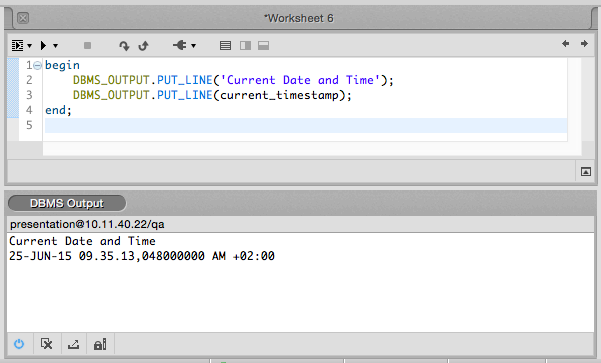 *Worksheet 6
1 begin
2 DBMS_OUTPUT.PUT_LINE('Current Date and Time');
3 DBMS_OUTPUT.PUT_LINE(current_timestamp);
4 end;
5
DBMS Output
presentation@10.11.40.22/qa
Current Date and Time
25-JUN-15 09.35.13,048000000 AM +02:00